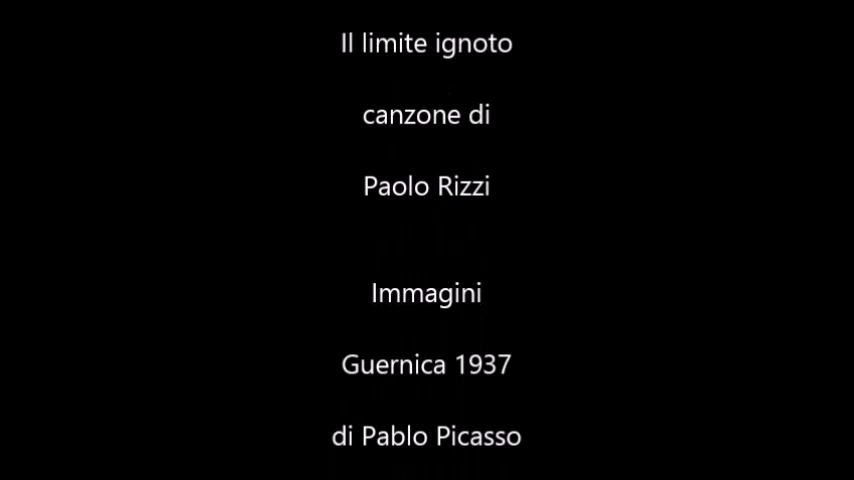 Il limite ignoto
canzone di
Paolo Rizzi
Immagini
Guernica 1937
di Pablo Picasso